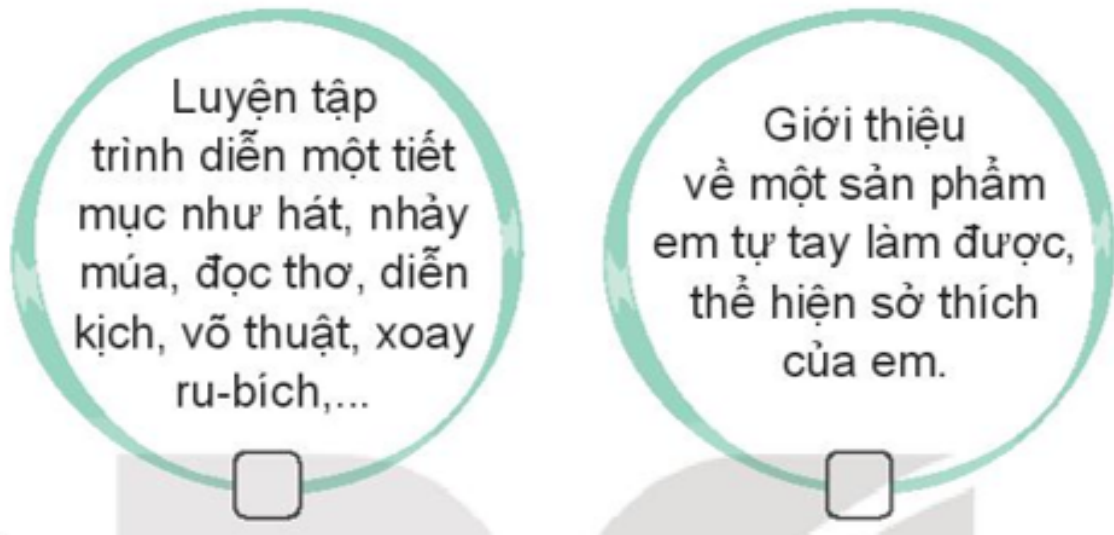 Luyện tập
trình diễn một tiết
mục như hát, nhảy
múa, đọc thơ, diễn
kịch, võ thuật, xoay
ru-bích,...
Giới thiệu
về một sản phẩm
em tự tay làm được,
thể hiện sở thích
của em.